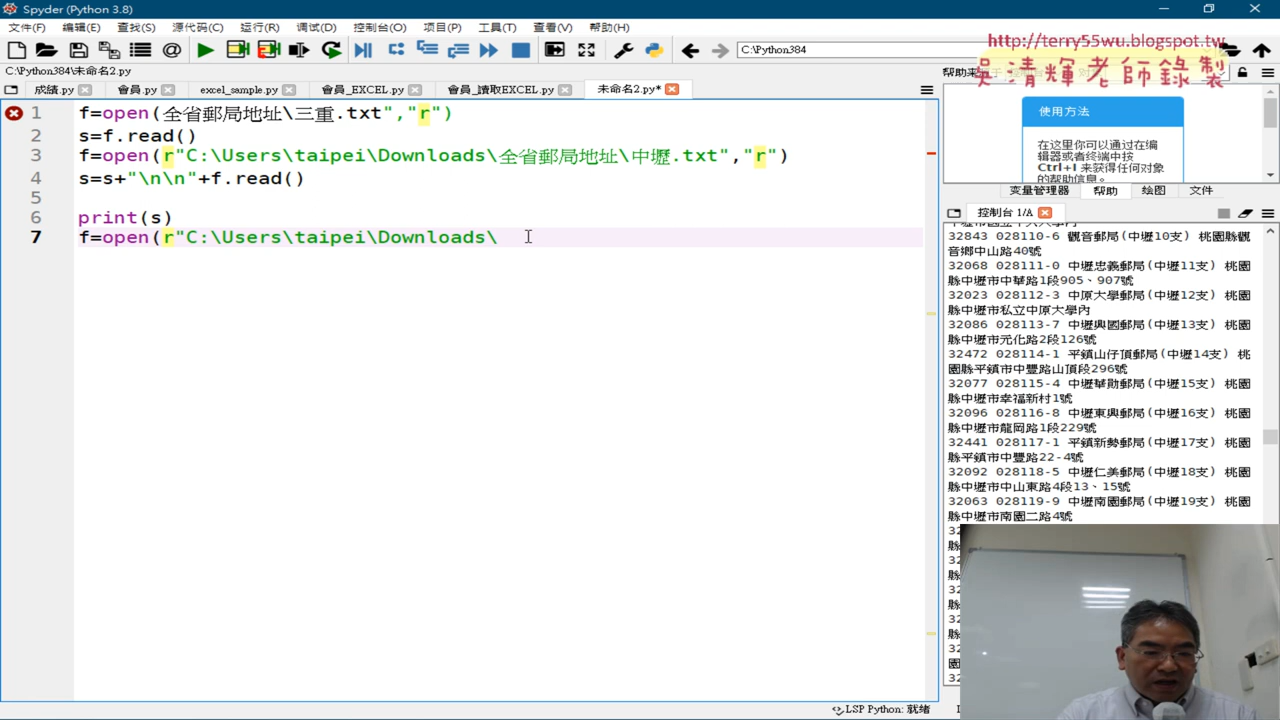 Spyder (Python 3.8)
文件(F) 编辑(E) 查找(S) 源代码(C) 运行(R) 调试(D) 控制台(O) 项目(P) 工具(T) 查看(V) 帮助(H)
C:\Python384
http://terry55wu.blogspot.tw
吳清輝老師錄製
C:\Python384\未命名2.py
成績.py 會員.py excel_sample.py 會員_EXCEL.py 會員_讀取EXCEL.py 未命名2.py*
1 f=open(全省郵局地址\三重.txt","r")
2 s=f.read()
3 f=open(r"C:\Users\taipei\Downloads\全省郵局地址\中壢.txt","r")
4 s=s+"\n\n"+f.read()
5
6 print(s)
7 f=open(r"C:\Users\taipei\Downloads\
使用方法
在这里你可以通过在编
辑器或者终端中按
Ctrl+I 来获得任何对象
的帮助信息。
变量管理器 帮助 绘图 文件
控制台 1/A
32843 028110-6 觀音郵局(中壢10支) 桃園縣觀
音鄉中山路40號
32068 028111-0 中壢忠義郵局(中壢11支) 桃園
縣中壢市中華路1段905、907號
32023 028112-3 中原大學郵局(中壢12支) 桃園
縣中壢市私立中原大學內
32086 028113-7 中壢興國郵局(中壢13支) 桃園
縣中壢市元化路2段126號
32472 028114-1 平鎮山仔頂郵局(中壢14支) 桃
園縣平鎮市中豐路山頂段296號
32077 028115-4 中壢華勛郵局(中壢15支) 桃園
縣中壢市幸福新村1號
32096 028116-8 中壢東興郵局(中壢16支) 桃園
縣中壢市龍岡路1段229號
32441 028117-1 平鎮新勢郵局(中壢17支) 桃園
縣平鎮市中豐路22-4號
32092 028118-5 中壢仁美郵局(中壢18支) 桃園
縣中壢市中山東路4段13、15號
32063 028119-9 中壢南園郵局(中壢19支) 桃園
縣中壢市南園二路4號
LSP Python: 就绪